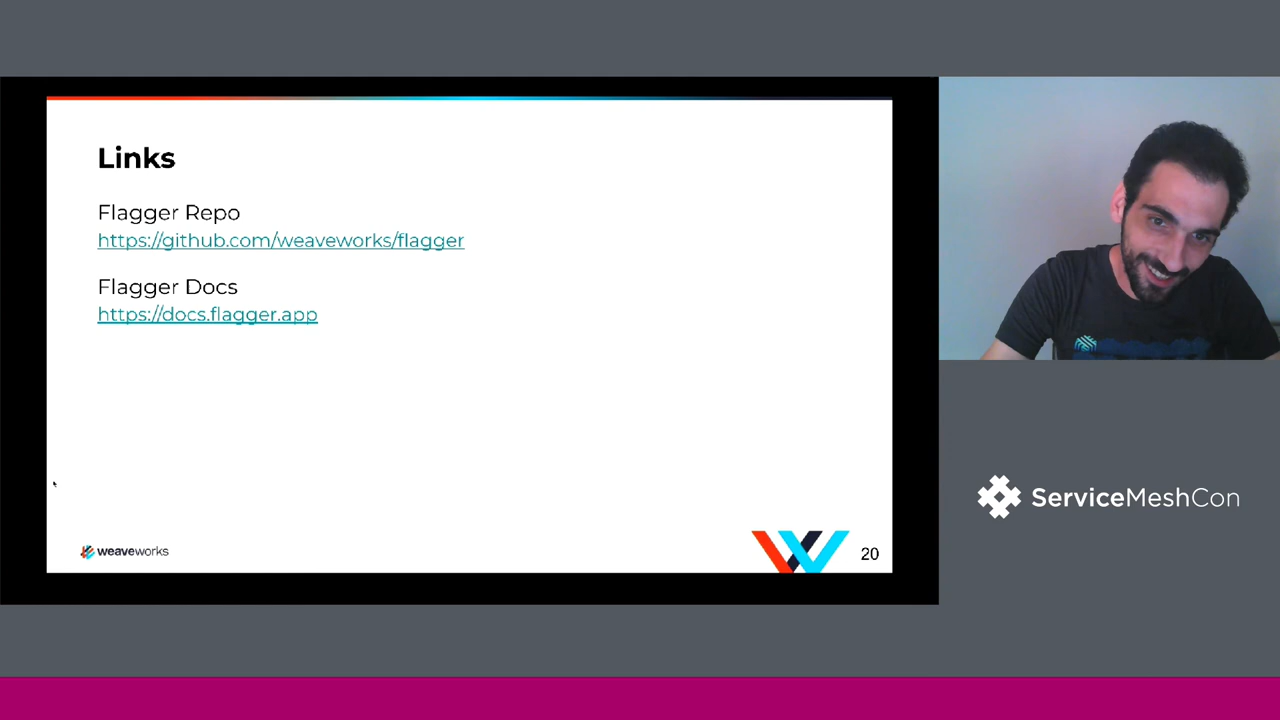 Links
Flagger Repo
https://github.com/weaveworks/flagger
Flagger Docs
https://docs.flagger.app
weaveworks
20
ServiceMeshCon